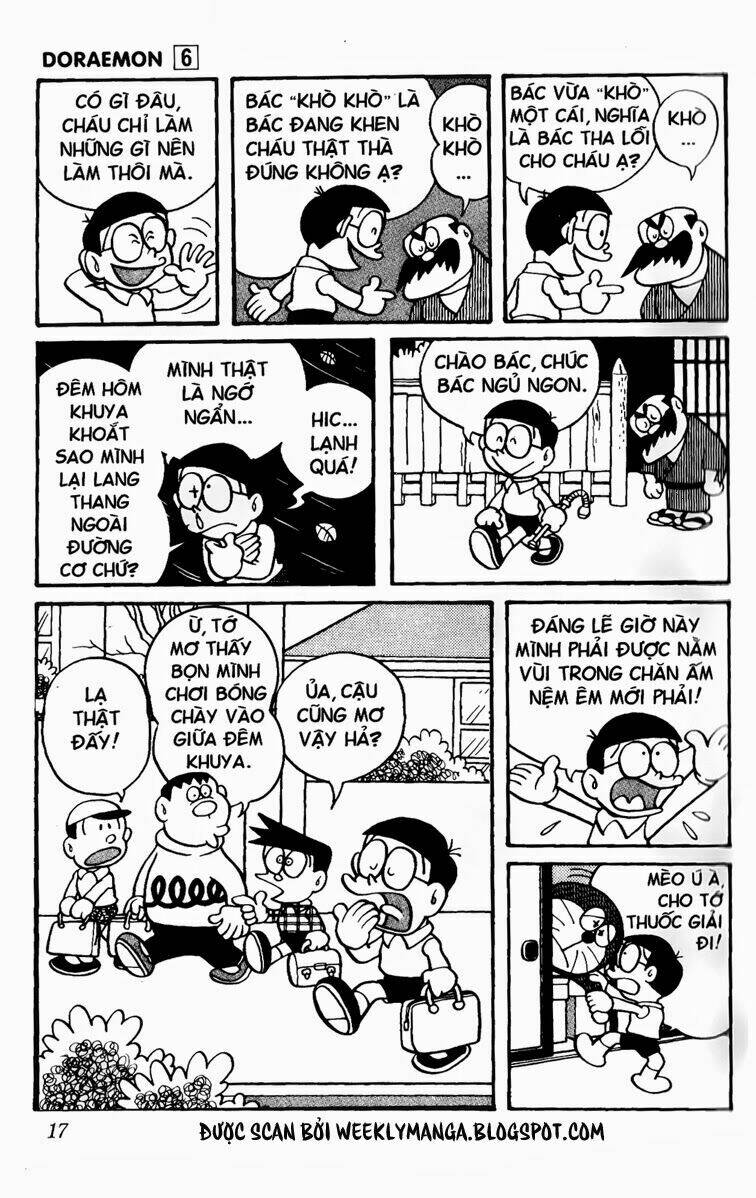 DORAEMON 6
CÓ GÌ ĐÂU,
CHÁU CHỈ LÀM
NHỮNG GÌ NÊN
LÀM THÔI MÀ.
BÁC "KHÒ KHÒ" LÀ
BÁC ĐANG KHEN
CHÁU THẬT THÀ
ĐÚNG KHÔNG Ạ?
KHÒ
KHÒ
...
BÁC VỪA "KHÒ"
MỘT CÁI, NGHĨA
LÀ BÁC THA LỖI
CHO CHÁU Ạ?
KHÒ
...
ĐÊM HÔM
KHUYA
KHOẮT
SAO MÌNH
LẠI LANG
THANG
NGOÀI
ĐƯỜNG
CƠ CHỨ?
MÌNH THẬT
LÀ NGỚ
NGẨN...
HIC...
LẠNH
QUÁ!
CHÀO BÁC, CHÚC
BÁC NGỦ NGON.
LẠ
THẬT
ĐẤY!
Ừ, TỚ
MƠ THẤY
BỌN MÌNH
CHƠI BÓNG
CHÀY VÀO
GIỮA ĐÊM
KHUYA.
ỦA, CẬU
CŨNG MƠ
VẬY HẢ?
ĐÁNG LẼ GIỜ NÀY
MÌNH PHẢI ĐƯỢC NẰM
VÙI TRONG CHĂN ẤM
NỆM ÊM MỚI PHẢI!
MÈO Ú À,
CHO TỚ
THUỐC GIẢI
ĐI!
17
ĐƯỢC SCAN BỞI WEEKLYMANGA.BLOGSPOT.COM